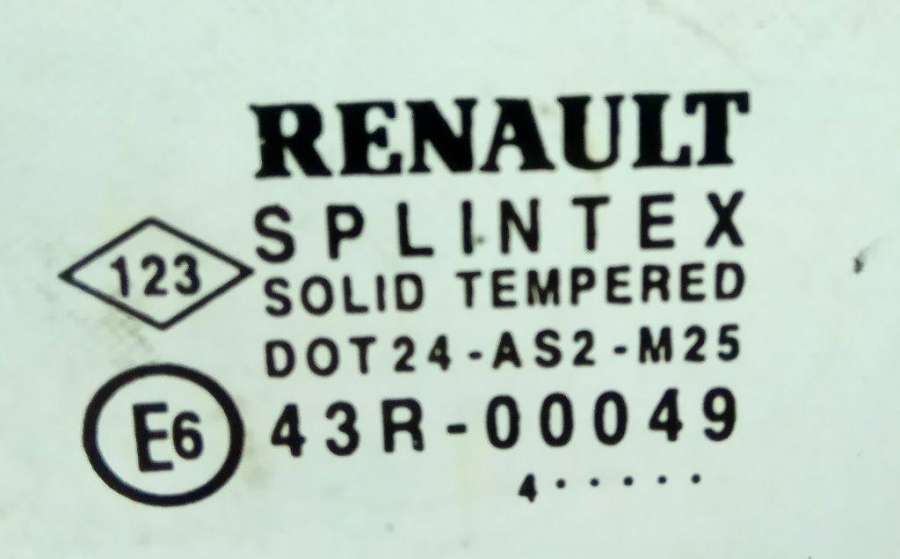 RENAULT
SPLINTEX
123
SOLID TEMPERED
DOT24-AS2-M25
E6
43R-00049
4 . . . . .